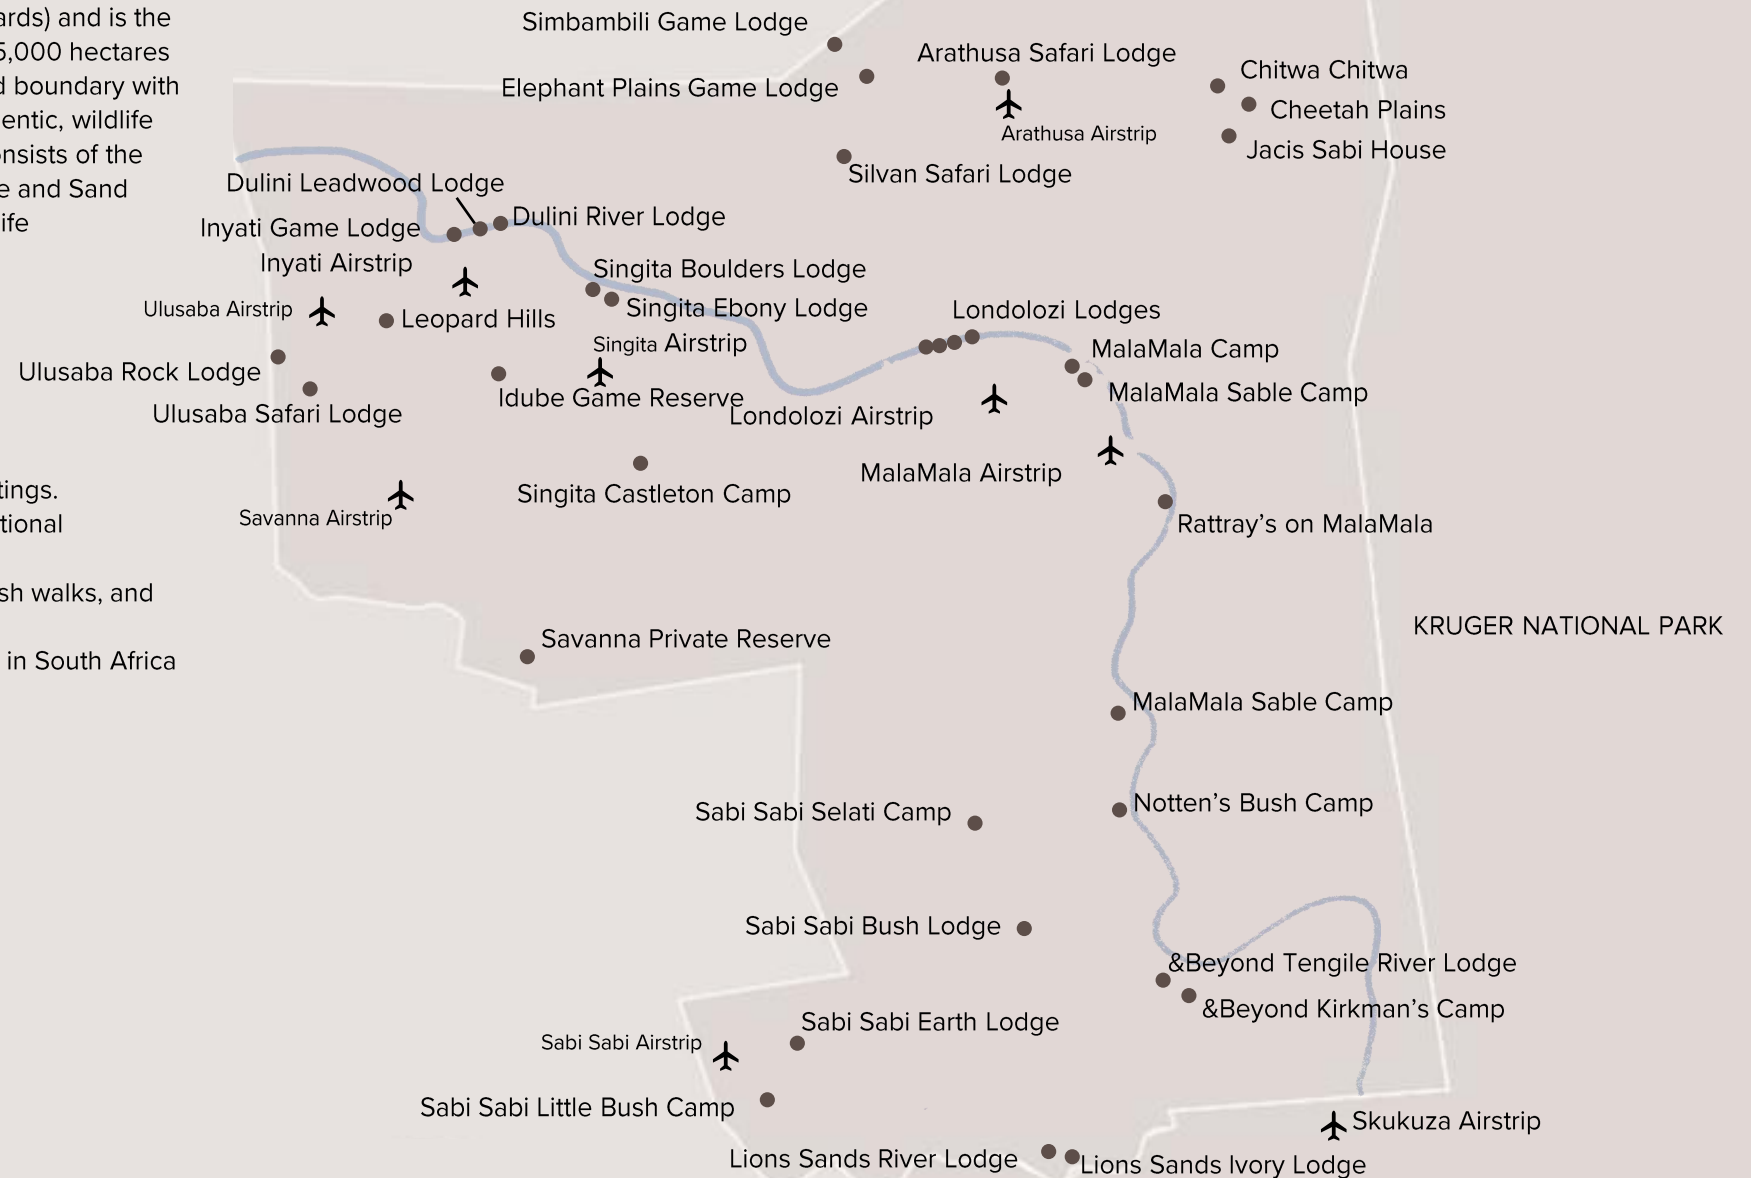 ards) and is the
5,000 hectares
d boundary with
entic, wildlife
onsists of the
e and Sand
life
tings.
tional
sh walks, and
in South Africa
Simbambili Game Lodge
Elephant Plains Game Lodge
Arathusa Safari Lodge
Arathusa Airstrip
Chitwa Chitwa
Cheetah Plains
Jacis Sabi House
Silvan Safari Lodge
Dulini Leadwood Lodge
Dulini River Lodge
Inyati Game Lodge
Inyati Airstrip
Singita Boulders Lodge
Singita Ebony Lodge
Ulusaba Airstrip
Leopard Hills
Singita Airstrip
Londolozi Lodges
MalaMala Camp
MalaMala Sable Camp
Ulusaba Rock Lodge
Ulusaba Safari Lodge
Idube Game Reserve
Londolozi Airstrip
MalaMala Airstrip
Singita Castleton Camp
Savanna Airstrip
Rattray’s on MalaMala
KRUGER NATIONAL PARK
Savanna Private Reserve
MalaMala Sable Camp
Sabi Sabi Selati Camp
Notten’s Bush Camp
Sabi Sabi Bush Lodge
&Beyond Tengile River Lodge
&Beyond Kirkman’s Camp
Sabi Sabi Earth Lodge
Sabi Sabi Airstrip
Sabi Sabi Little Bush Camp
Skukuza Airstrip
Lions Sands River Lodge
Lions Sands Ivory Lodge